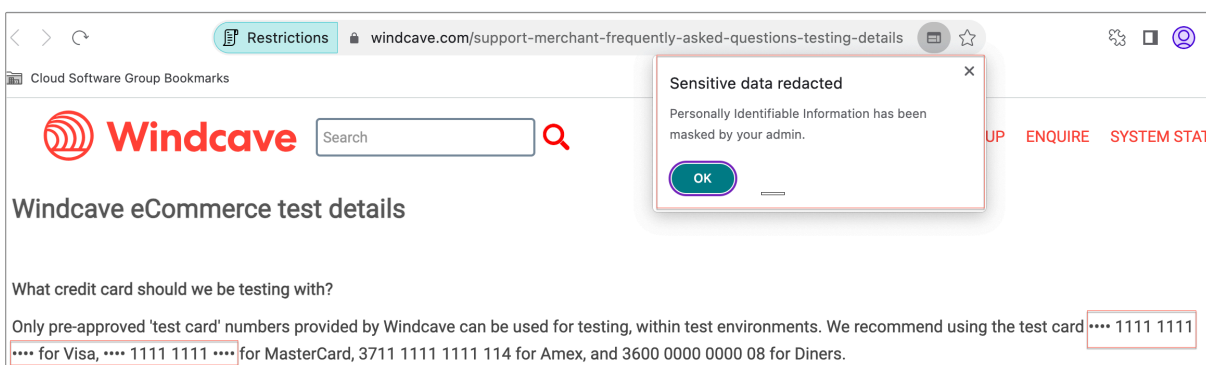 Restrictions windcave.com/support-merchant-frequently-asked-questions-testing-details
Cloud Software Group Bookmarks
Sensitive data redacted
Personally Identifiable Information has been
masked by your admin.
OK
Windcave Search
UP ENQUIRE SYSTEM STAT
Windcave eCommerce test details
What credit card should we be testing with?
Only pre-approved 'test card' numbers provided by Windcave can be used for testing, within test environments. We recommend using the test card •••• 1111 1111
•••• for Visa, •••• 1111 1111 •••• for MasterCard, 3711 1111 1111 114 for Amex, and 3600 0000 0000 08 for Diners.